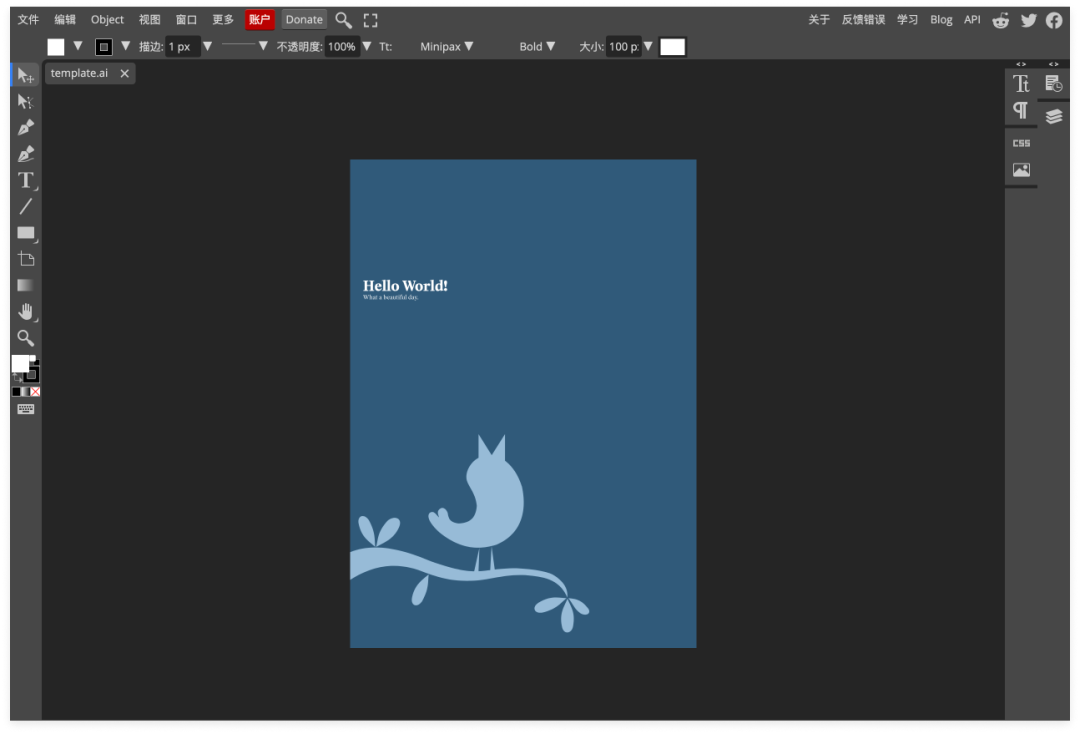 文件 编辑 Object 视图 窗口 更多 账户 Donate 关于 反馈错误 学习 Blog API
描边: 1 px 不透明度: 100% Tt: Minipax Bold 大小: 100 p:
template.ai
Tt
CSS
T
Hello World!
What a beautiful day.